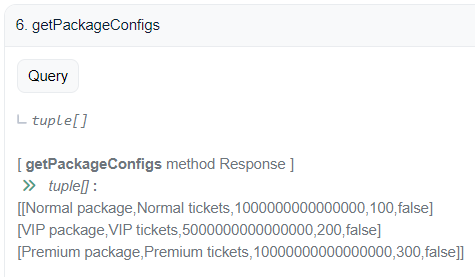 6. getPackageConfigs
Query
tuple[]
[ getPackageConfigs method Response ]
tuple[] :
[[Normal package,Normal tickets,1000000000000000,100,false]
[VIP package,VIP tickets,5000000000000000,200,false]
[Premium package,Premium tickets,10000000000000000,300,false]]